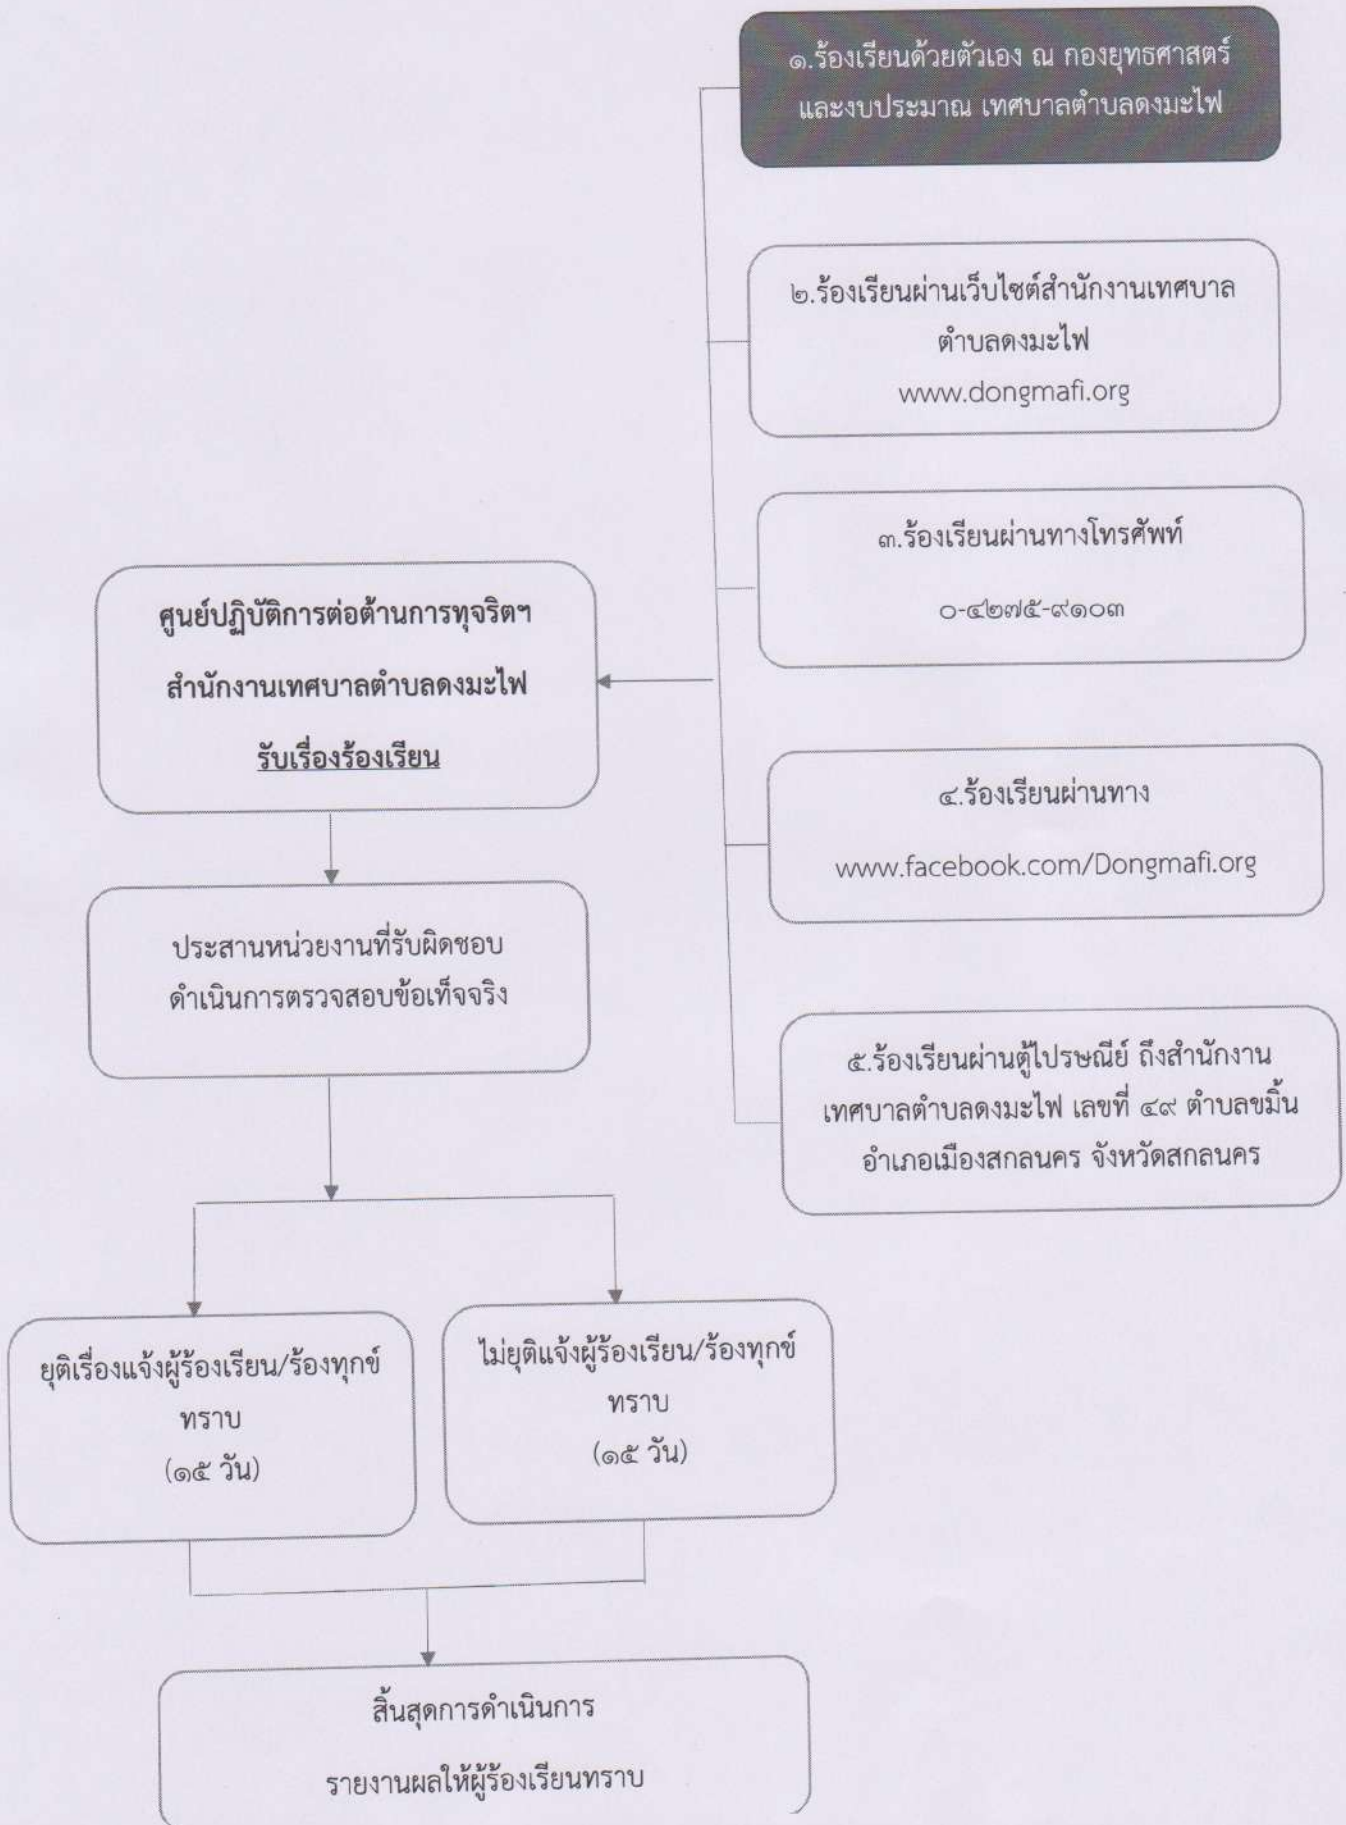 ๑.ร้องเรียนด้วยตัวเอง ณ กองยุทธศาสตร์
และงบประมาณ เทศบาลตำบลดงมะไฟ
๒.ร้องเรียนผ่านเว็บไซต์สำนักงานเทศบาล
ตำบลดงมะไฟ
www.dongmafi.org
๓.ร้องเรียนผ่านทางโทรศัพท์
๐-๔๒๗๕-๙๑๐๓
๔.ร้องเรียนผ่านทาง
www.facebook.com/Dongmafi.org
๕.ร้องเรียนผ่านตู้ไปรษณีย์ ถึงสำนักงาน
เทศบาลตำบลดงมะไฟ เลขที่ ๔๙ ตำบลขมิ้น
อำเภอเมืองสกลนคร จังหวัดสกลนคร
ศูนย์ปฏิบัติการต่อต้านการทุจริตฯ
สำนักงานเทศบาลตำบลดงมะไฟ
รับเรื่องร้องเรียน
ประสานหน่วยงานที่รับผิดชอบ
ดำเนินการตรวจสอบข้อเท็จจริง
ยุติเรื่องแจ้งผู้ร้องเรียน/ร้องทุกข์
ทราบ
(๑๕ วัน)
ไม่ยุติแจ้งผู้ร้องเรียน/ร้องทุกข์
ทราบ
(๑๕ วัน)
สิ้นสุดการดำเนินการ
รายงานผลให้ผู้ร้องเรียนทราบ